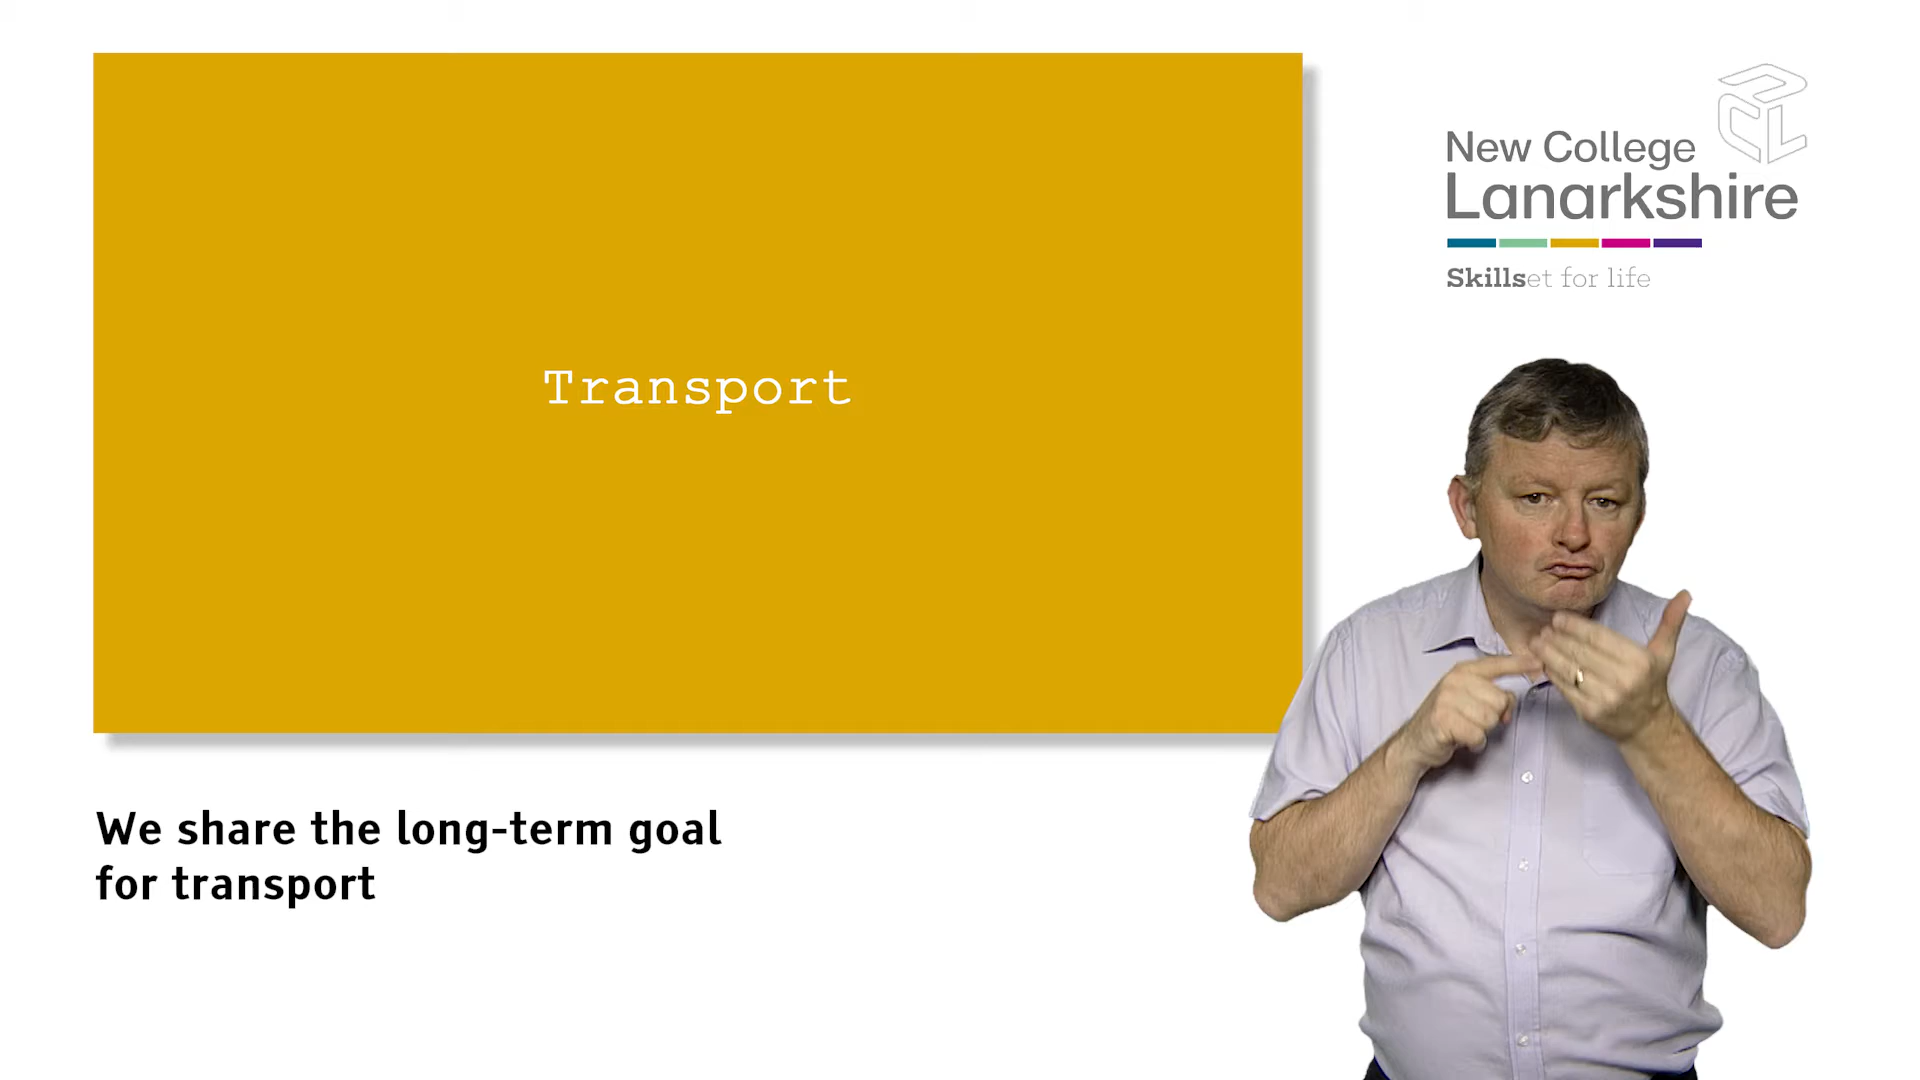 Transport
New College
Lanarkshire
Skillset for life
We share the long-term goal
for transport